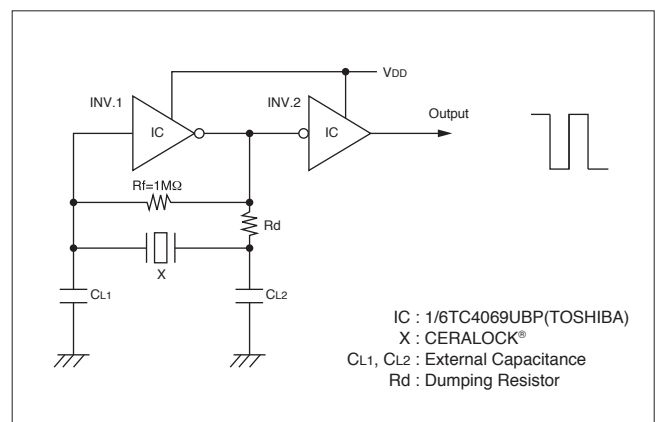 VDD
INV.1
INV.2
Output
IC
IC
Rf=1MΩ
Rd
X
CL1
CL2
IC : 1/6TC4069UBP(TOSHIBA)
X : CERALOCK®
CL1, CL2 : External Capacitance
Rd : Dumping Resistor